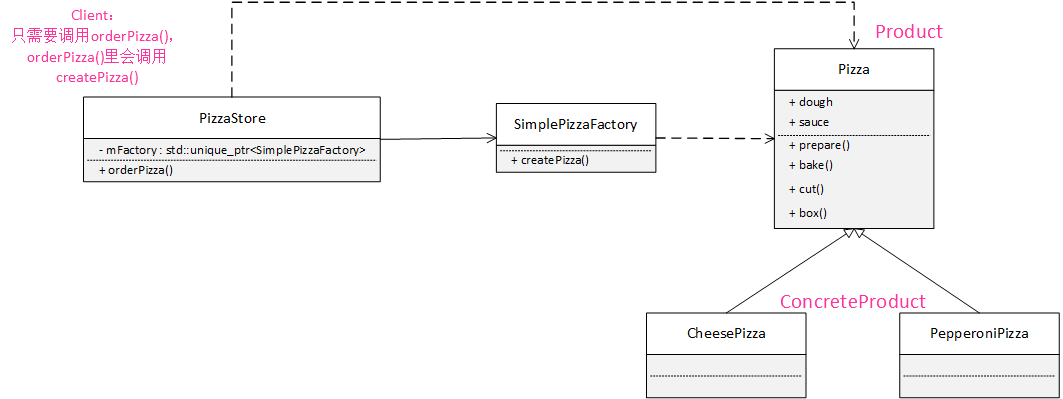 Client：
只需要调用orderPizza()，
orderPizza()里会调用
createPizza()
Product
Pizza
+ dough
+ sauce
+ prepare()
+ bake()
+ cut()
+ box()
PizzaStore
- mFactory : std::unique_ptr<SimplePizzaFactory>
+ orderPizza()
SimplePizzaFactory
+ createPizza()
ConcreteProduct
CheesePizza
PepperoniPizza